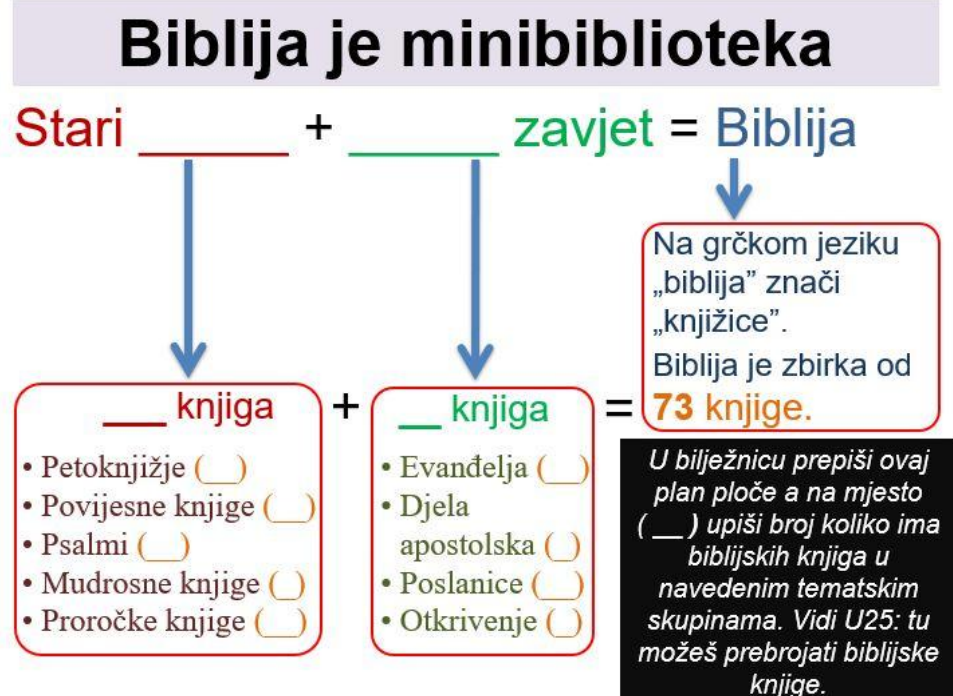 Biblija je minibiblioteka
Stari _____ + _____ zavjet = Biblija
Na grčkom jeziku
„biblija” znači
„knjižice”.
Biblija je zbirka od
73 knjige.
___ knjiga + __ knjiga =
• Petoknjižje (__)
• Povijesne knjige (__)
• Psalmi (__)
• Mudrosne knjige (_)
• Proročke knjige (__)
• Evanđelja (__)
• Djela
apostolska (_)
• Poslanice (__)
• Otkrivenje (_)
U bilježnicu prepiši ovaj
plan ploče a na mjesto
( __ ) upiši broj koliko ima
biblijskih knjiga u
navedenim tematskim
skupinama. Vidi U25: tu
možeš prebrojati biblijske
knjige.